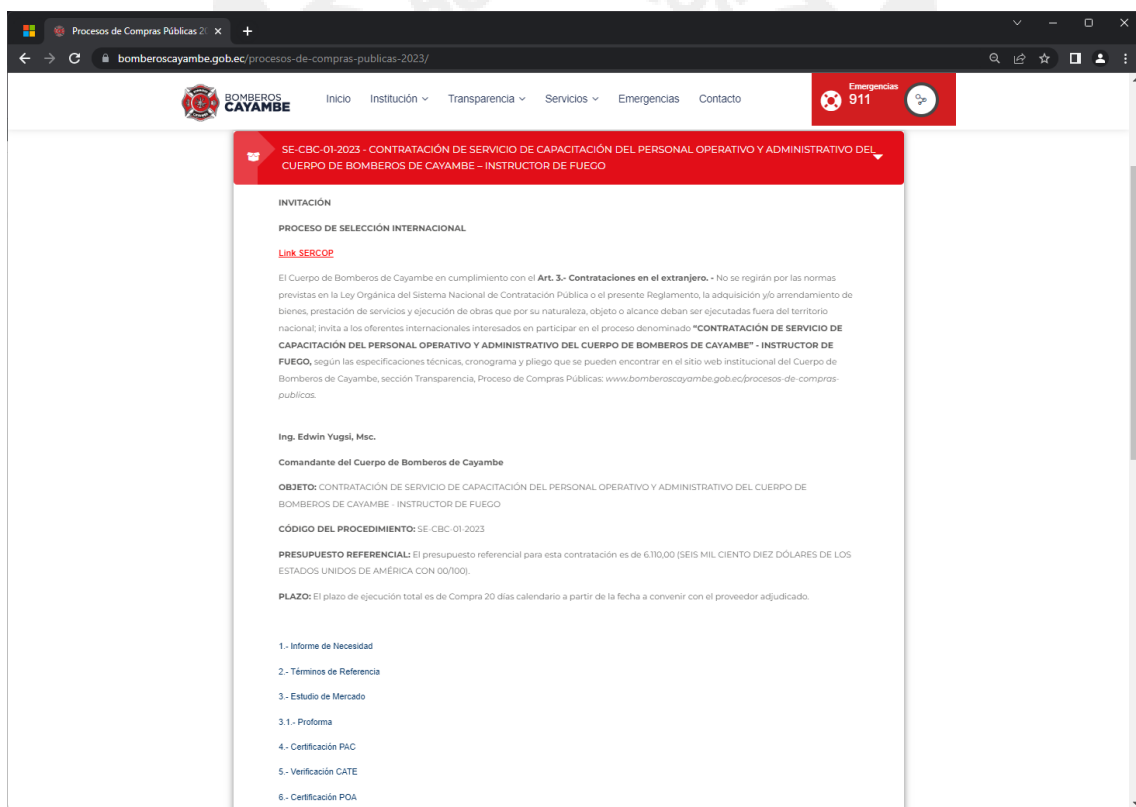 Procesos de Compras Públicas 20
bomberoscayambe.gob.ec/procesos-de-compras-publicas-2023/
BOMBEROS
CAYAMBE
Inicio Institución Transparencia Servicios Emergencias Contacto
Emergencias
911
SE-CBC-01-2023 - CONTRATACIÓN DE SERVICIO DE CAPACITACIÓN DEL PERSONAL OPERATIVO Y ADMINISTRATIVO DEL
CUERPO DE BOMBEROS DE CAYAMBE – INSTRUCTOR DE FUEGO
INVITACIÓN
PROCESO DE SELECCIÓN INTERNACIONAL
Link SERCOP
El Cuerpo de Bomberos de Cayambe en cumplimiento con el Art. 3.- Contrataciones en el extranjero. - No se regirán por las normas
previstas en la Ley Orgánica del Sistema Nacional de Contratación Pública o el presente Reglamento, la adquisición y/o arrendamiento de
bienes, prestación de servicios y ejecución de obras que por su naturaleza, objeto o alcance deban ser ejecutadas fuera del territorio
nacional; invita a los oferentes internacionales interesados en participar en el proceso denominado "CONTRATACIÓN DE SERVICIO DE
CAPACITACIÓN DEL PERSONAL OPERATIVO Y ADMINISTRATIVO DEL CUERPO DE BOMBEROS DE CAYAMBE" - INSTRUCTOR DE
FUEGO, según las especificaciones técnicas, cronograma y pliego que se pueden encontrar en el sitio web institucional del Cuerpo de
Bomberos de Cayambe, sección Transparencia, Proceso de Compras Públicas: www.bomberoscayambe.gob.ec/procesos-de-compras-
publicas.
Ing. Edwin Yugsi, Msc.
Comandante del Cuerpo de Bomberos de Cayambe
OBJETO: CONTRATACIÓN DE SERVICIO DE CAPACITACIÓN DEL PERSONAL OPERATIVO Y ADMINISTRATIVO DEL CUERPO DE
BOMBEROS DE CAYAMBE - INSTRUCTOR DE FUEGO
CÓDIGO DEL PROCEDIMIENTO: SE-CBC-01-2023
PRESUPUESTO REFERENCIAL: El presupuesto referencial para esta contratación es de 6.110,00 (SEIS MIL CIENTO DIEZ DÓLARES DE LOS
ESTADOS UNIDOS DE AMÉRICA CON 00/100).
PLAZO: El plazo de ejecución total es de Compra 20 días calendario a partir de la fecha a convenir con el proveedor adjudicado.
1.- Informe de Necesidad
2.- Términos de Referencia
3.- Estudio de Mercado
3.1.- Proforma
4.- Certificación PAC
5.- Verificación CATE
6.- Certificación POA